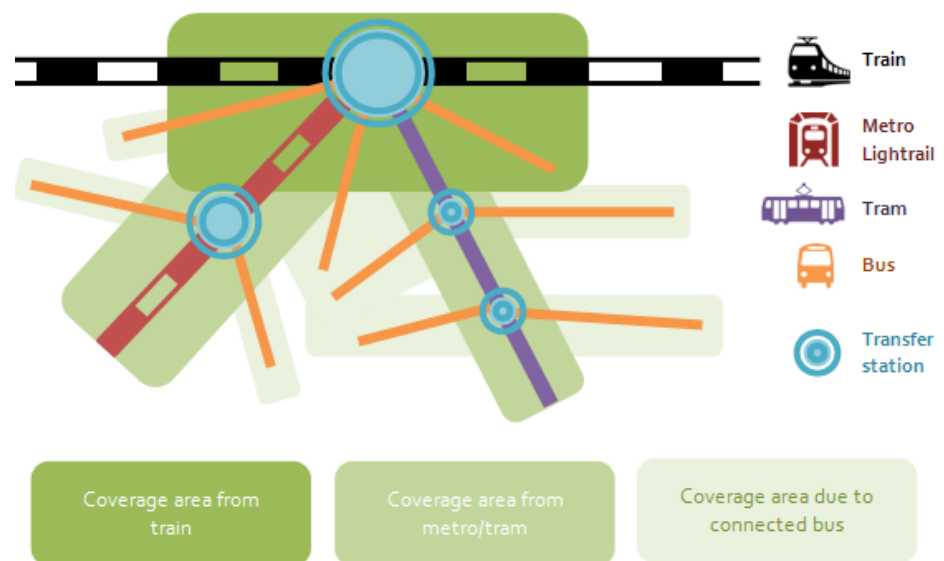 Train
Metro
Lightrail
Tram
Bus
Transfer
station
Coverage area from
train
Coverage area from
metro/tram
Coverage area due to
connected bus